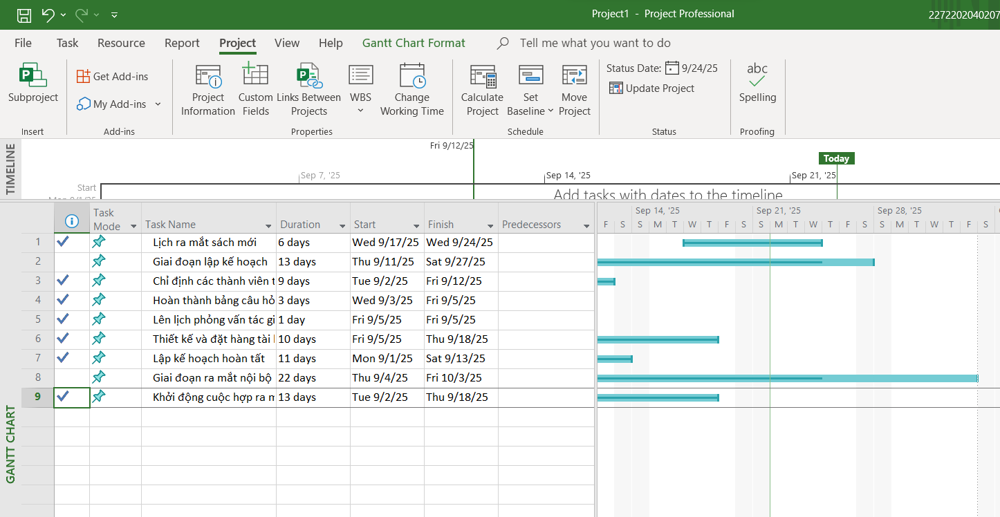 Project1 - Project Professional
2272202040207
File Task Resource Report Project View Help Gantt Chart Format Tell me what you want to do
Subproject
Insert
Get Add-ins
My Add-ins
Add-ins
Project Information
Custom Fields
Links Between Projects
WBS
Change Working Time
Properties
Calculate Project
Set Baseline
Move Project
Schedule
Status Date: 9/24/25
Update Project
Status
abc
Spelling
Proofing
TIMELINE
Fri 9/12/25
Today
Sep 7, '25 Sep 14, '25 Sep 21, '25
Start
Mon 9/1/25
Add tasks with dates to the timeline
GANTT CHART
Task Mode Task Name Duration Start Finish Predecessors
Sep 14, '25 Sep 21, '25 Sep 28, '25
F S S M T W T F S S M T W T F S S M T W T F S
1 Lịch ra mắt sách mới 6 days Wed 9/17/25 Wed 9/24/25
2 Giai đoạn lập kế hoạch 13 days Thu 9/11/25 Sat 9/27/25
3 Chỉ định các thành viên t 9 days Tue 9/2/25 Fri 9/12/25
4 Hoàn thành bảng câu hỏ 3 days Wed 9/3/25 Fri 9/5/25
5 Lên lịch phỏng vấn tác gi 1 day Fri 9/5/25 Fri 9/5/25
6 Thiết kế và đặt hàng tài 10 days Fri 9/5/25 Thu 9/18/25
7 Lập kế hoạch hoàn tất 11 days Mon 9/1/25 Sat 9/13/25
8 Giai đoạn ra mắt nội bộ 22 days Thu 9/4/25 Fri 10/3/25
9 Khởi động cuộc hợp ra m 13 days Tue 9/2/25 Thu 9/18/25